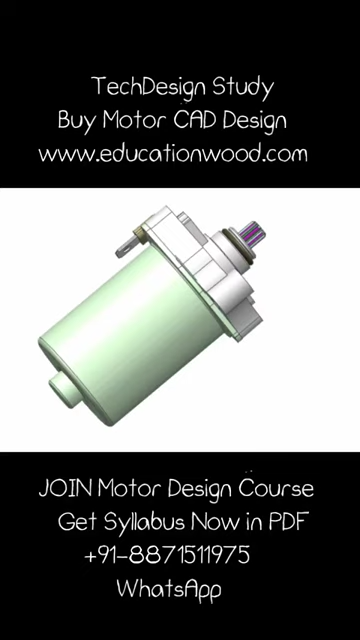 TechDesign Study
Buy Motor CAD Design
www.educationwood.com
JOIN Motor Design Course
Get Syllabus Now in PDF
+91-8871511975
WhatsApp